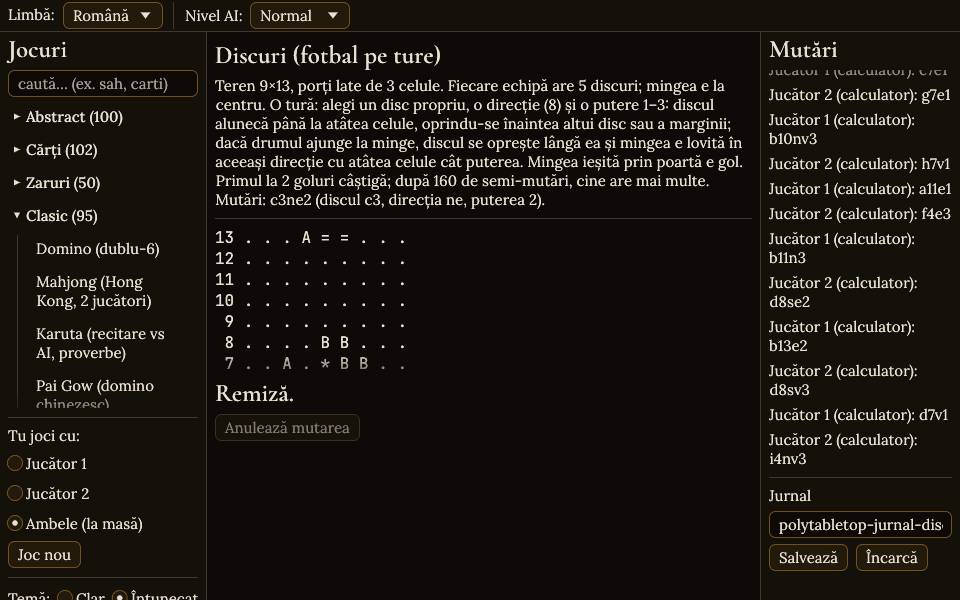 Limbă: Română Nivel AI: Normal
Jocuri
caută... (ex. sah, carti)
Abstract (100)
Cărți (102)
Zaruri (50)
Clasic (95)
Domino (dublu-6)
Mahjong (Hong
Kong, 2 jucători)
Karuta (recitare vs
AI, proverbe)
Pai Gow (domino
chinezesc)
Tu joci cu:
Jucător 1
Jucător 2
Ambele (la masă)
Joc nou
Temă: Clar Întunecat
Discuri (fotbal pe ture)
Teren 9×13, porți late de 3 celule. Fiecare echipă are 5 discuri; mingea e la
centru. O tură: alegi un disc propriu, o direcție (8) și o putere 1–3: discul
alunecă până la atâtea celule, oprindu-se înaintea altui disc sau a marginii;
dacă drumul ajunge la minge, discul se oprește lângă ea și mingea e lovită în
aceeași direcție cu atâtea celule cât puterea. Mingea ieșită prin poartă e gol.
Primul la 2 goluri câștigă; după 160 de semi-mutări, cine are mai multe.
Mutări: c3ne2 (discul c3, direcția ne, puterea 2).
13 . . . A = = . . .
12 . . . . . . . . .
11 . . . . . . . . .
10 . . . . . . . . .
9 . . . . . . . . .
8 . . . . B B . . .
7 . . A . * B B . .
Remiză.
Anulează mutarea
Mutări
Jucător 1 (calculator): c7e1
Jucător 2 (calculator): g7e1
Jucător 1 (calculator):
b10nv3
Jucător 2 (calculator): h7v1
Jucător 1 (calculator): a11e1
Jucător 2 (calculator): f4e3
Jucător 1 (calculator):
b11n3
Jucător 2 (calculator):
d8se2
Jucător 1 (calculator):
b13e2
Jucător 2 (calculator):
d8sv3
Jucător 1 (calculator): d7v1
Jucător 2 (calculator):
i4nv3
Jurnal
polytabletop-jurnal-dis
Salvează Încarcă